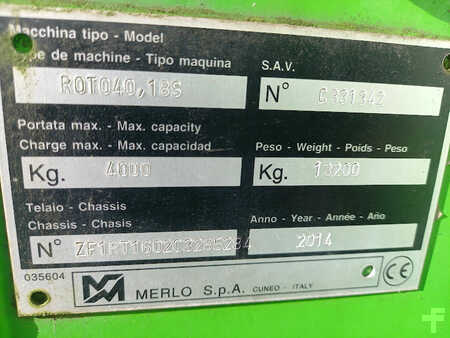 Macchina tipo - Model
Type de machine - Tipo maquina
S.A.V.
ROTO40,18S
N° C331342
Portata max. - Max. capacity
Charge max. - Max. capacidad
Peso - Weight - Poids - Peso
Kg. 4000
Kg. 18200
Telaio - Chassis
Chassis - Chasis
Anno - Year - Année - Año
N°
2014
035604
MERLO S.p.A. CUNEO - ITALY
CE